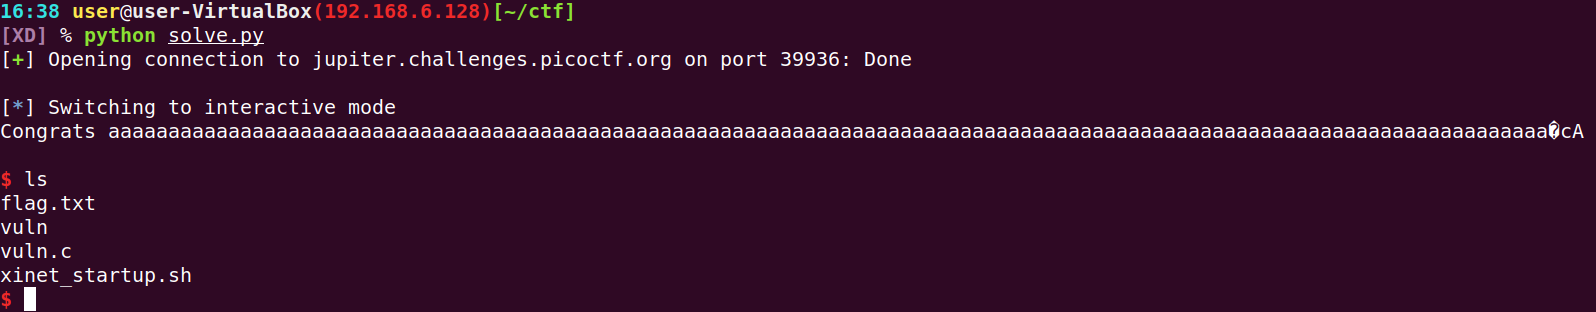 16:38 user@user-VirtualBox(192.168.6.128)[~/ctf]
[XD] % python solve.py
[+] Opening connection to jupiter.challenges.picoctf.org on port 39936: Done
[*] Switching to interactive mode
Congrats aaaaaaaaaaaaaaaaaaaaaaaaaaaaaaaaaaaaaaaaaaaaaaaaaaaaaaaaaaaaaaaaaaaaaaaaaaaaaaaaaaaaaaaaaaaaaaaaaaaaaaaaaaaaaaaaaaaaaaaa�cA
$ ls
flag.txt
vuln
vuln.c
xinet_startup.sh
$